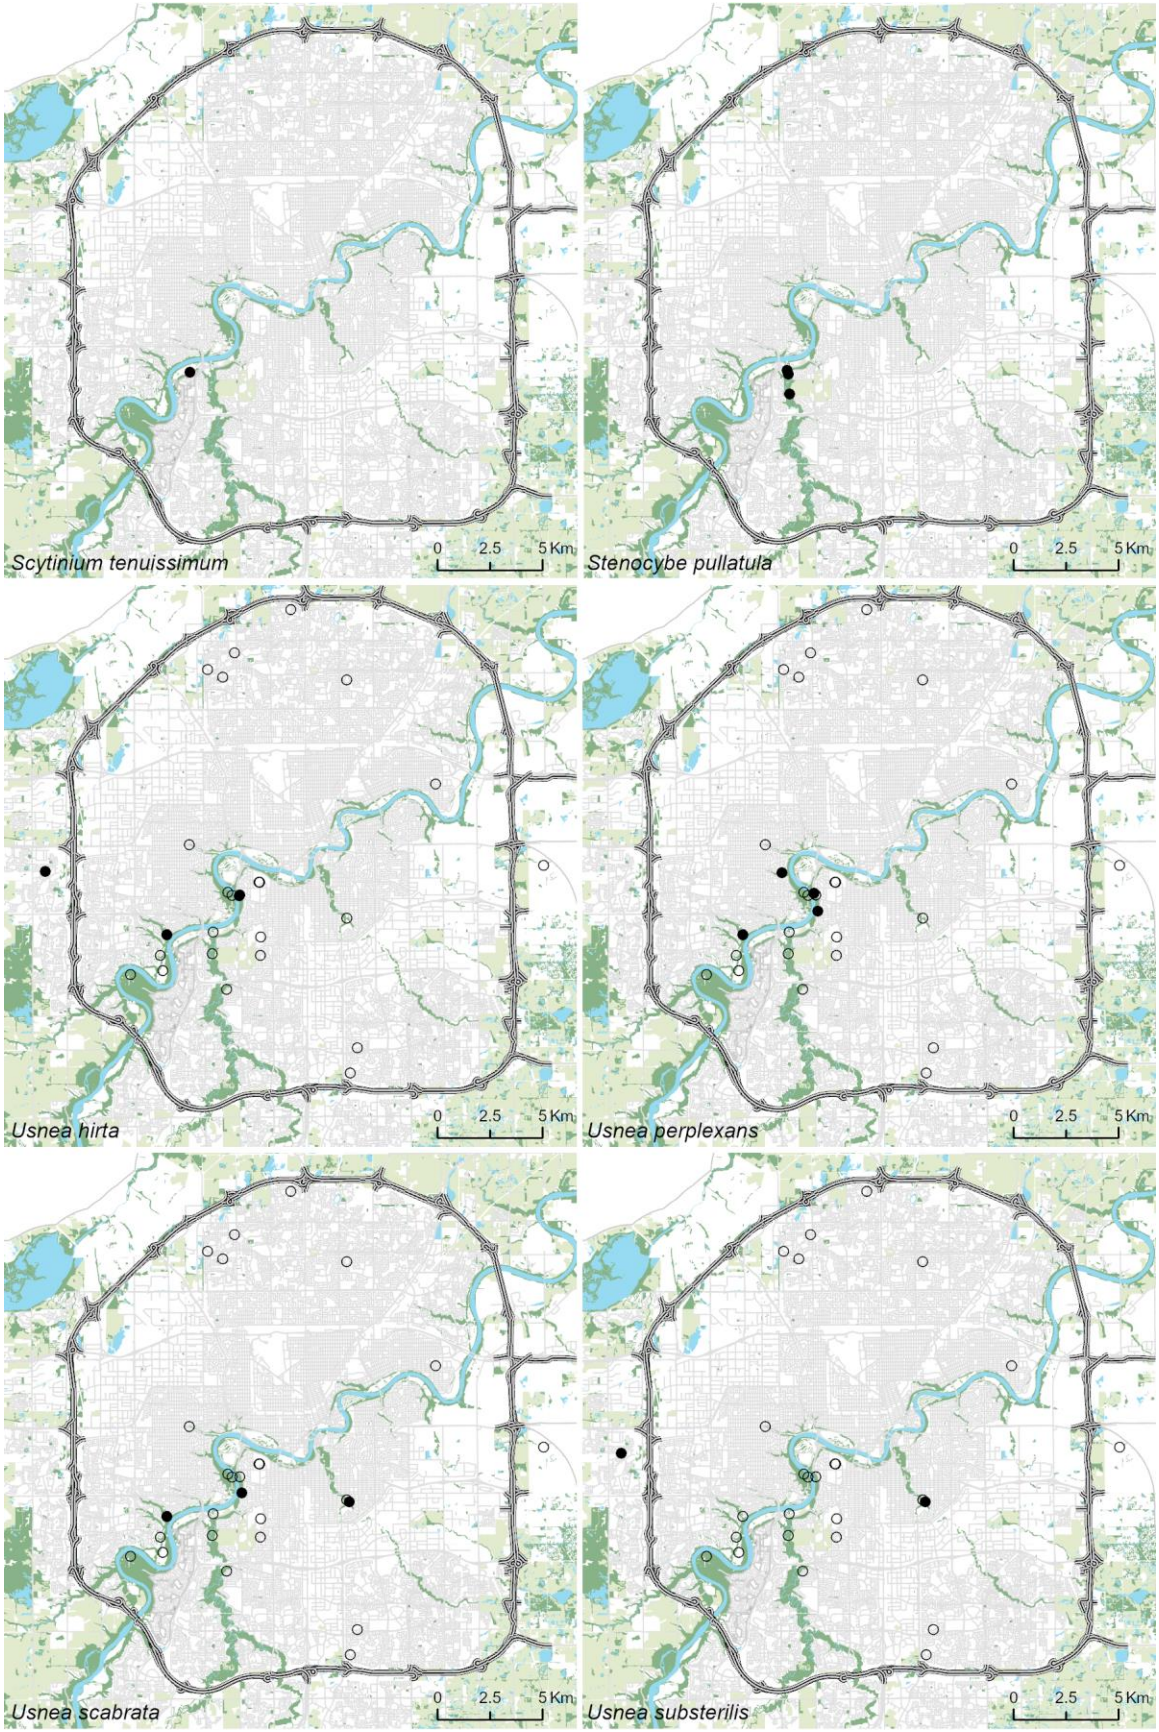 0 2.5 5 Km
Scytinium tenuissimum
0 2.5 5 Km
Stenocybe pullatula
0 2.5 5 Km
Usnea hirta
0 2.5 5 Km
Usnea perplexans
0 2.5 5 Km
Usnea scabrata
0 2.5 5 Km
Usnea substerilis